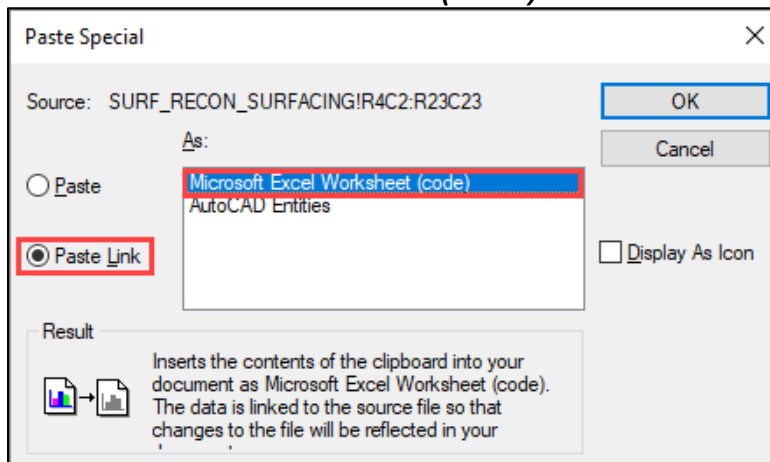 Paste Special
Source: SURF_RECON_SURFACING!R4C2:R23C23
OK
As:
Cancel
Paste
Microsoft Excel Worksheet (code)
AutoCAD Entities
Paste Link
Display As Icon
Result
Inserts the contents of the clipboard into your
document as Microsoft Excel Worksheet (code).
The data is linked to the source file so that
changes to the file will be reflected in your